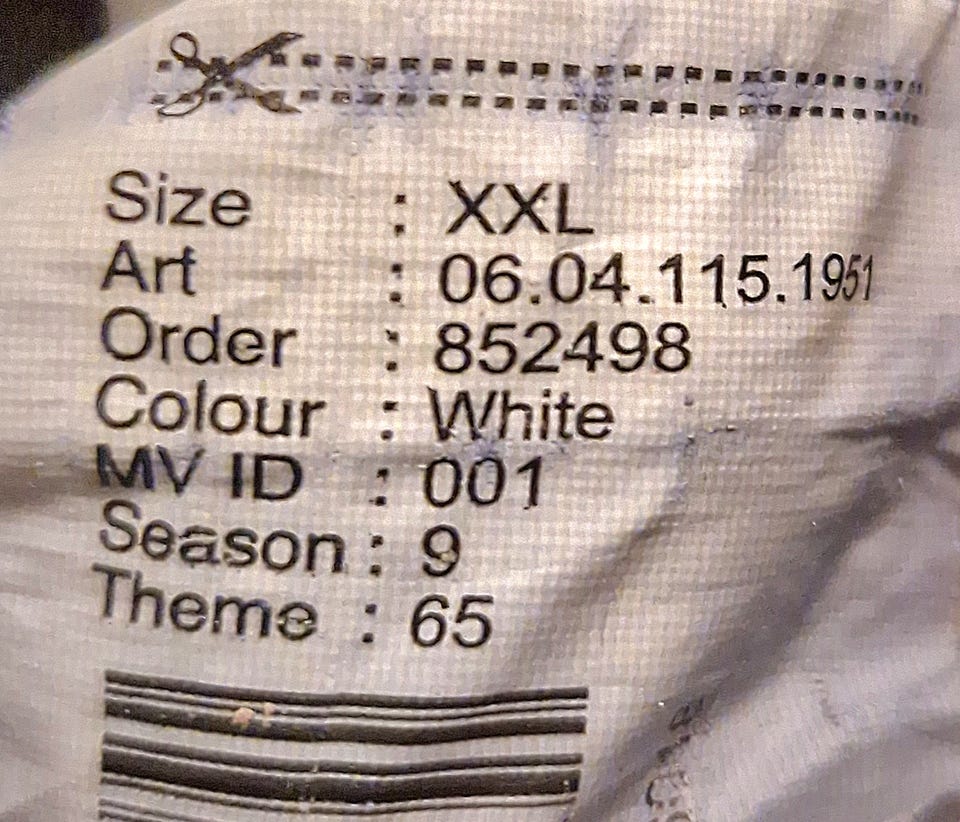 Size : XXL
Art : 06.04.115.1951
Order : 852498
Colour : White
MV ID : 001
Season : 9
Theme : 65